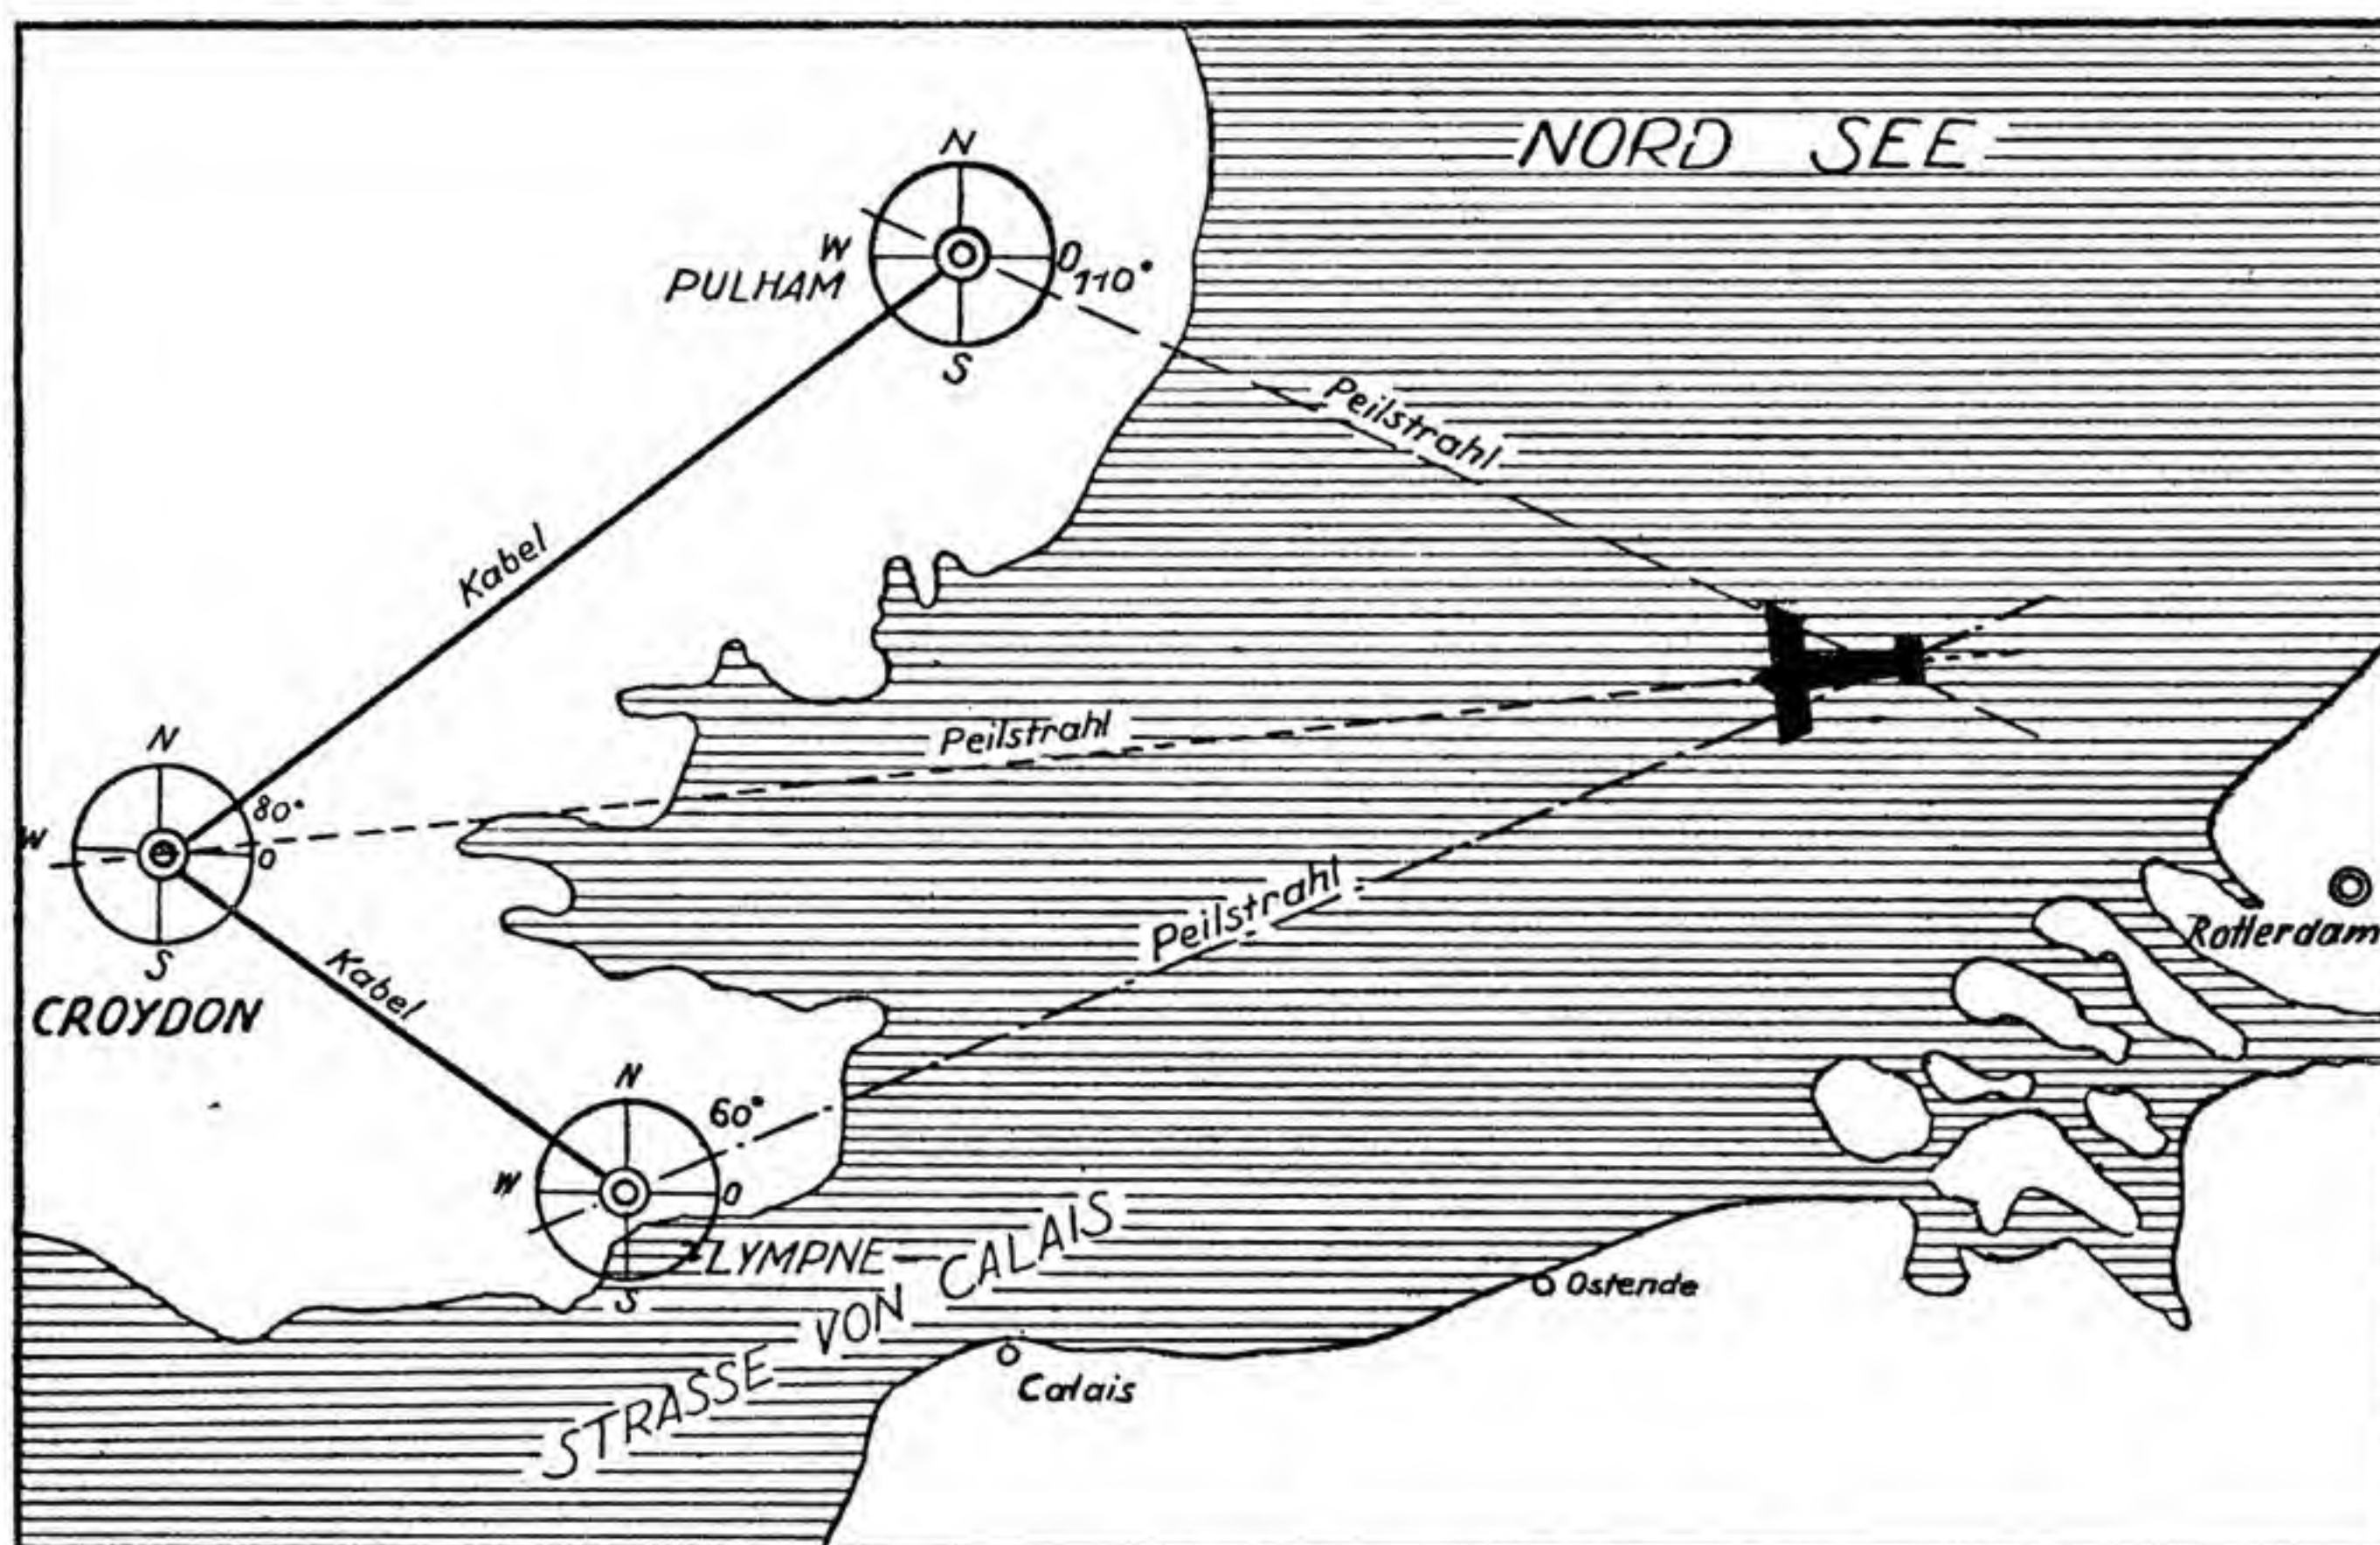 NORD SEE
N
W
O
110°
PULHAM
S
Peilstrahl
Kabel
Peilstrahl
N
80°
W
O
S
CROYDON
Kabel
Peilstrahl
Rotterdam
N
60°
W
O
S
LYMPNE
STRASSE VON CALAIS
Ostende
Calais